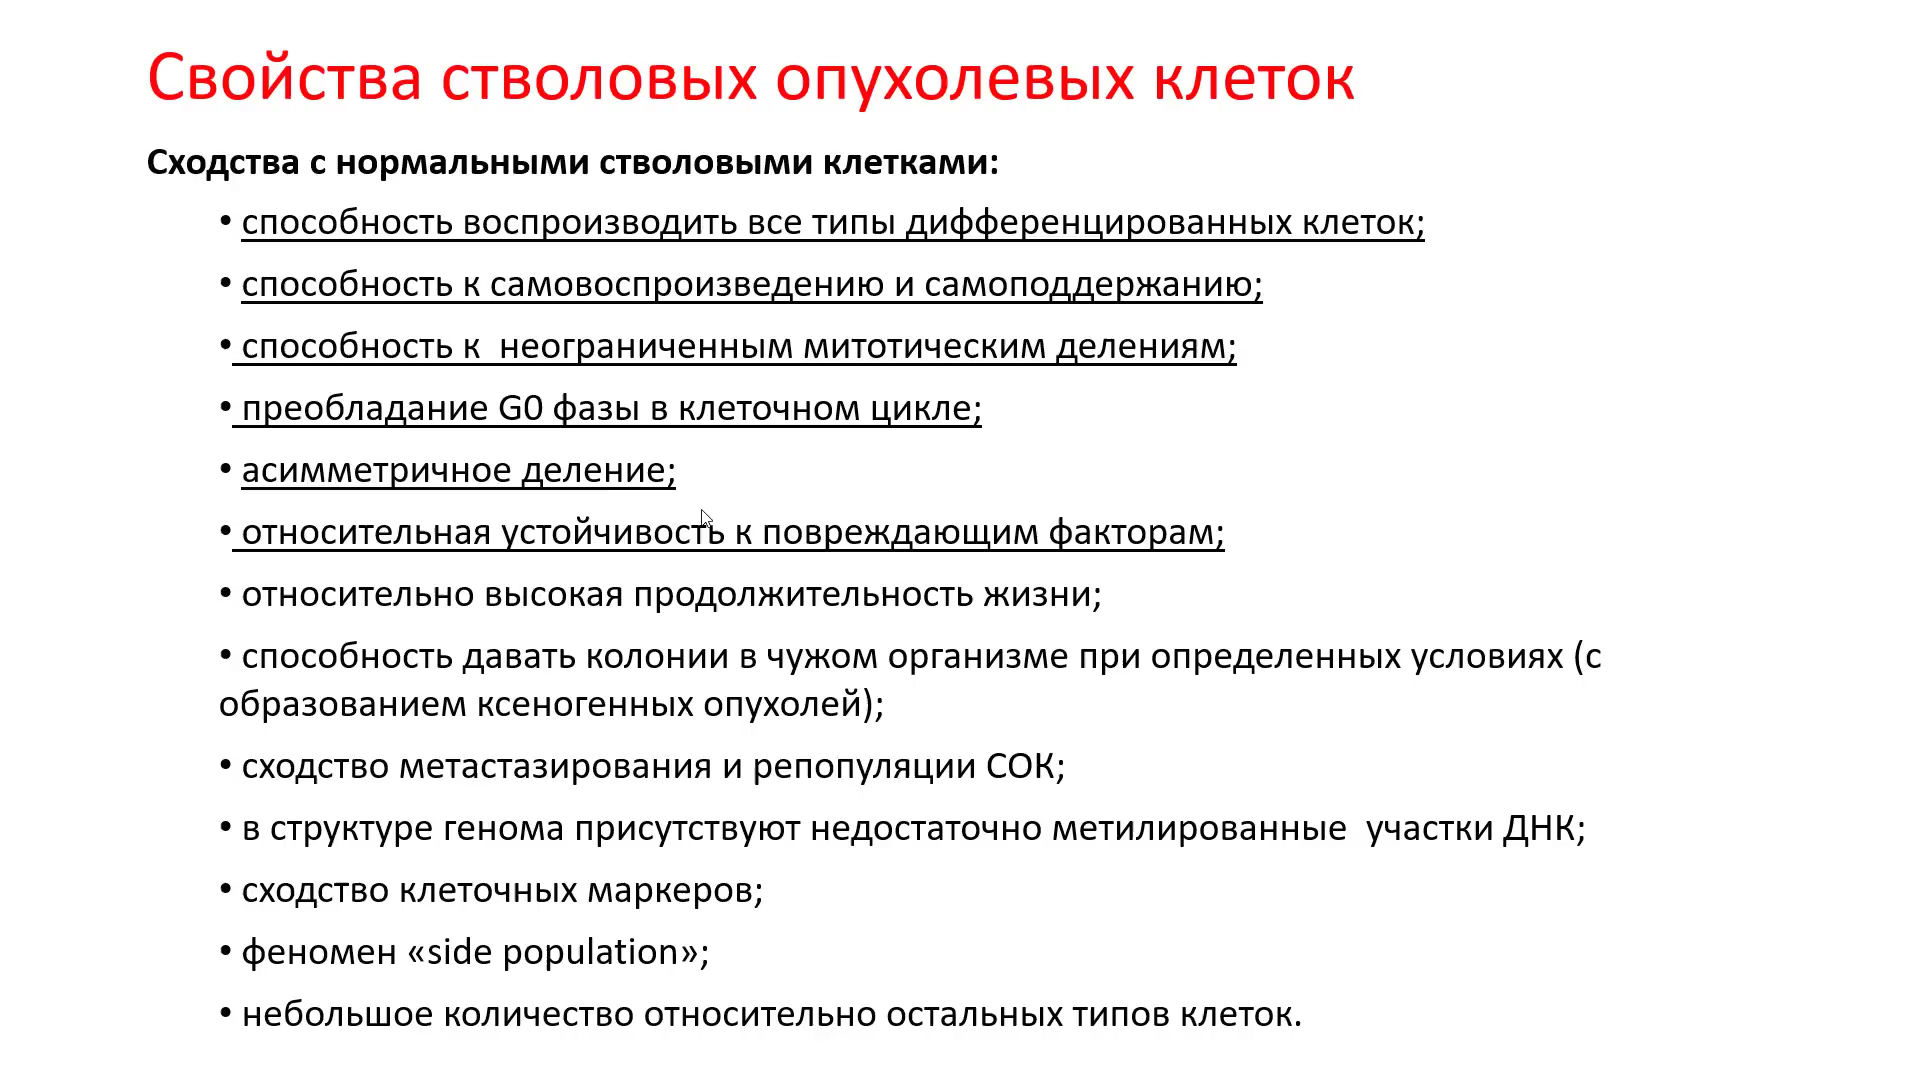 Свойства стволовых опухолевых клеток
Сходства с нормальными стволовыми клетками:
• способность воспроизводить все типы дифференцированных клеток;
• способность к самовоспроизведению и самоподдержанию;
• способность к  неограниченным митотическим делениям;
• преобладание G0 фазы в клеточном цикле;
• асимметричное деление;
• относительная устойчивость к повреждающим факторам;
• относительно высокая продолжительность жизни;
• способность давать колонии в чужом организме при определенных условиях (с
образованием ксеногенных опухолей);
• сходство метастазирования и репопуляции СОК;
• в структуре генома присутствуют недостаточно метилированные  участки ДНК;
• сходство клеточных маркеров;
• феномен «side population»;
• небольшое количество относительно остальных типов клеток.